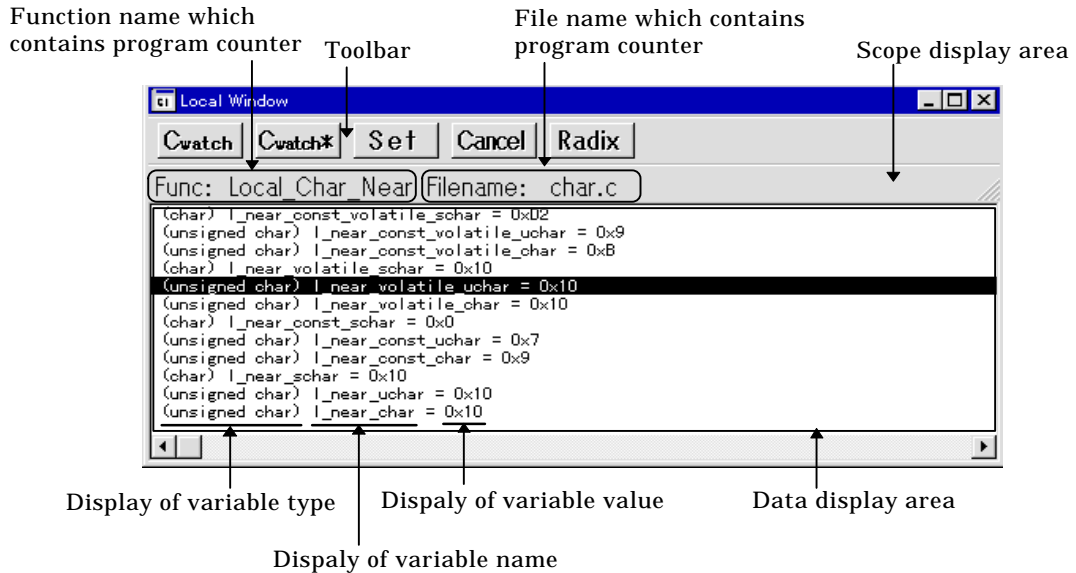 Function name which
contains program counter
Toolbar
File name which contains
program counter
Scope display area
Local Window
Cwatch Cwatch* Set Cancel Radix
Func: Local_Char_Near Filename: char.c
(char) l_near_const_volatile_schar = 0xD2
(unsigned char) l_near_const_volatile_uchar = 0x9
(unsigned char) l_near_const_volatile_char = 0xB
(char) l_near_volatile_schar = 0x10
(unsigned char) l_near_volatile_uchar = 0x10
(unsigned char) l_near_volatile_char = 0x10
(char) l_near_const_schar = 0x0
(unsigned char) l_near_const_uchar = 0x7
(unsigned char) l_near_const_char = 0x9
(char) l_near_schar = 0x10
(unsigned char) l_near_uchar = 0x10
(unsigned char) l_near_char = 0x10
Display of variable type
Dispaly of variable value
Data display area
Dispaly of variable name